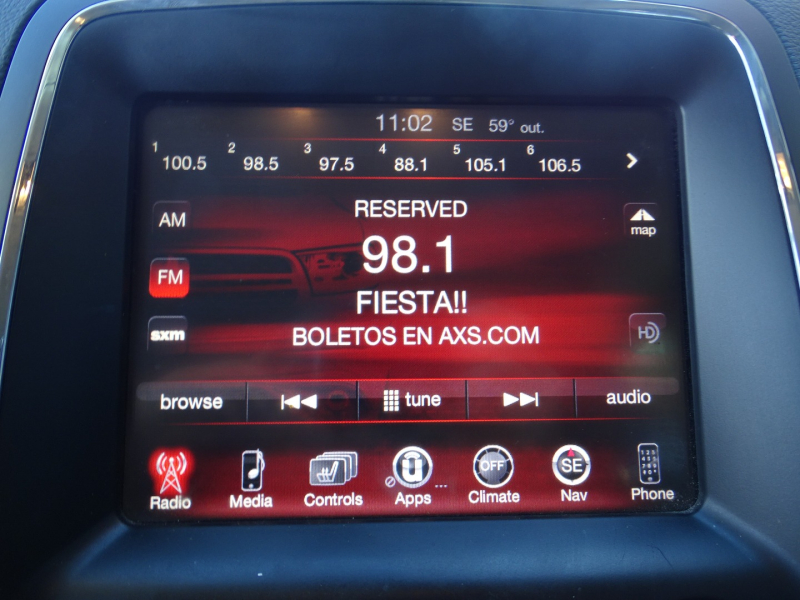 11:02 SE 59° out.
1 100.5 2 98.5 3 97.5 4 88.1 5 105.1 6 106.5
RESERVED
AM
map
98.1
FM
FIESTA!!
sxm
BOLETOS EN AXS.COM
HD
browse tune audio
OFF SE
Radio Media Controls Apps ... Climate Nav Phone